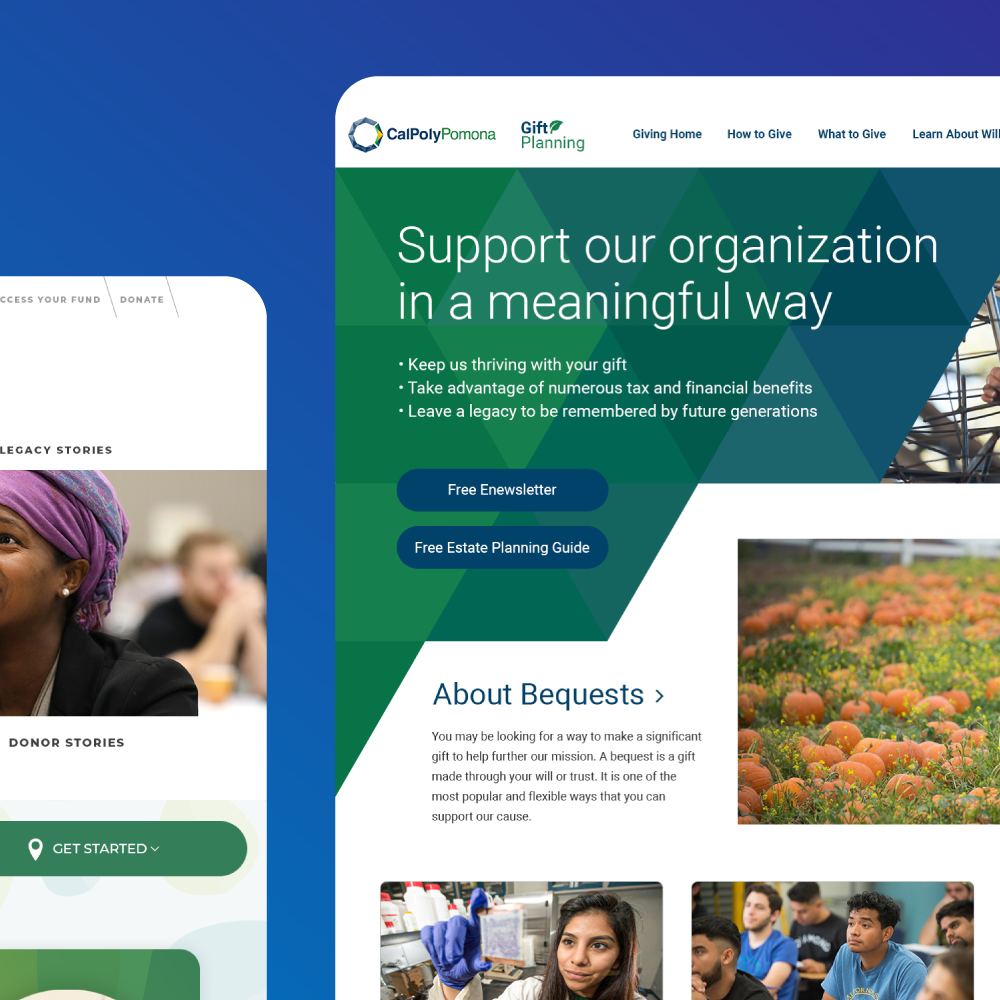 CalPolyPomona
Gift
Planning
Giving Home
How to Give
What to Give
Learn About
Support our organization
in a meaningful way
• Keep us thriving with your gift
• Take advantage of numerous tax and financial benefits
• Leave a legacy to be remembered by future generations
Free Enewsletter
Free Estate Planning Guide
About Bequests >
You may be looking for a way to make a significant
gift to help further our mission. A bequest is a gift
made through your will or trust. It is one of the
most popular and flexible ways that you can
support our cause.
YOUR FUND
DONATE
LEGACY STORIES
DONOR STORIES
GET STARTED